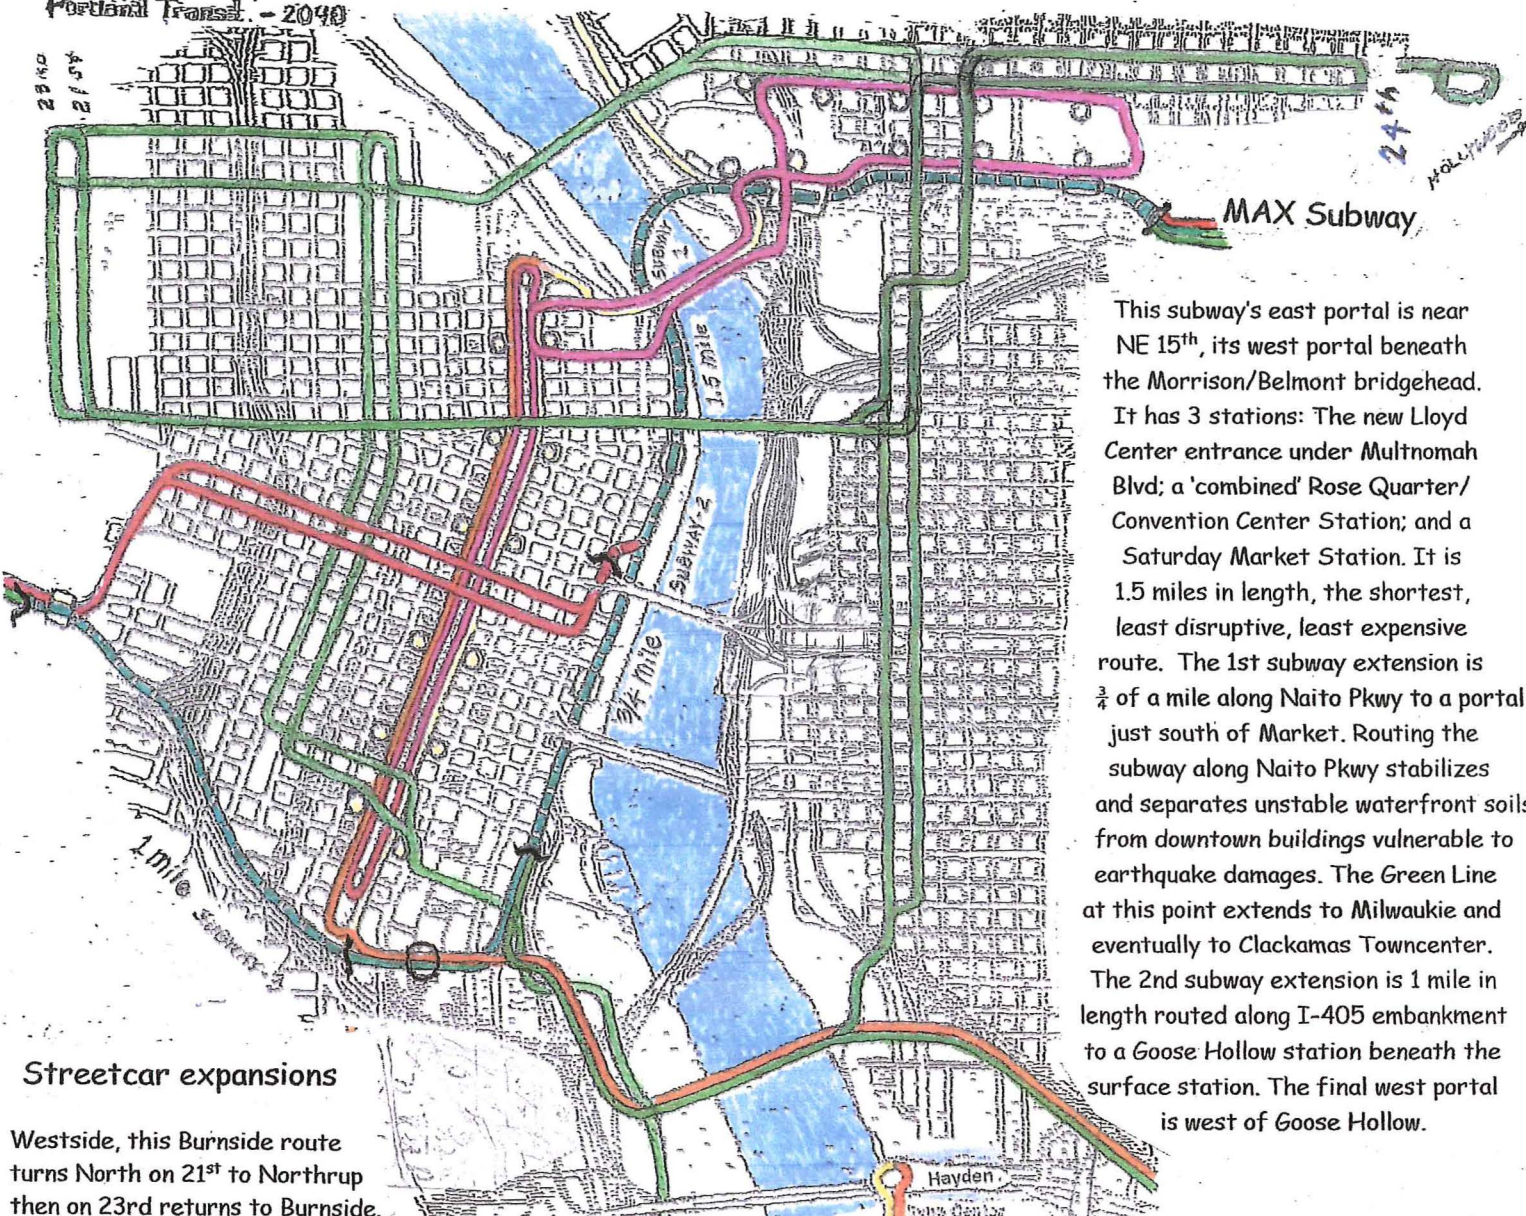 Portland Transit - 2040
23RD
21ST
24th
HOLLYWOOD
MAX Subway
SUBWAY 1
1.5 mile
SUBWAY-2
3/4 mile
1 mile
SUBWAY-3
This subway's east portal is near
NE 15th, its west portal beneath
the Morrison/Belmont bridgehead.
It has 3 stations: The new Lloyd
Center entrance under Multnomah
Blvd; a 'combined' Rose Quarter/
Convention Center Station; and a
Saturday Market Station. It is
1.5 miles in length, the shortest,
least disruptive, least expensive
route. The 1st subway extension is
¾ of a mile along Naito Pkwy to a portal
just south of Market. Routing the
subway along Naito Pkwy stabilizes
and separates unstable waterfront soils
from downtown buildings vulnerable to
earthquake damages. The Green Line
at this point extends to Milwaukie and
eventually to Clackamas Towncenter.
The 2nd subway extension is 1 mile in
length routed along I-405 embankment
to a Goose Hollow station beneath the
surface station. The final west portal
is west of Goose Hollow.
Streetcar expansions
Westside, this Burnside route
turns North on 21st to Northrup
then on 23rd returns to Burnside.
Hayden